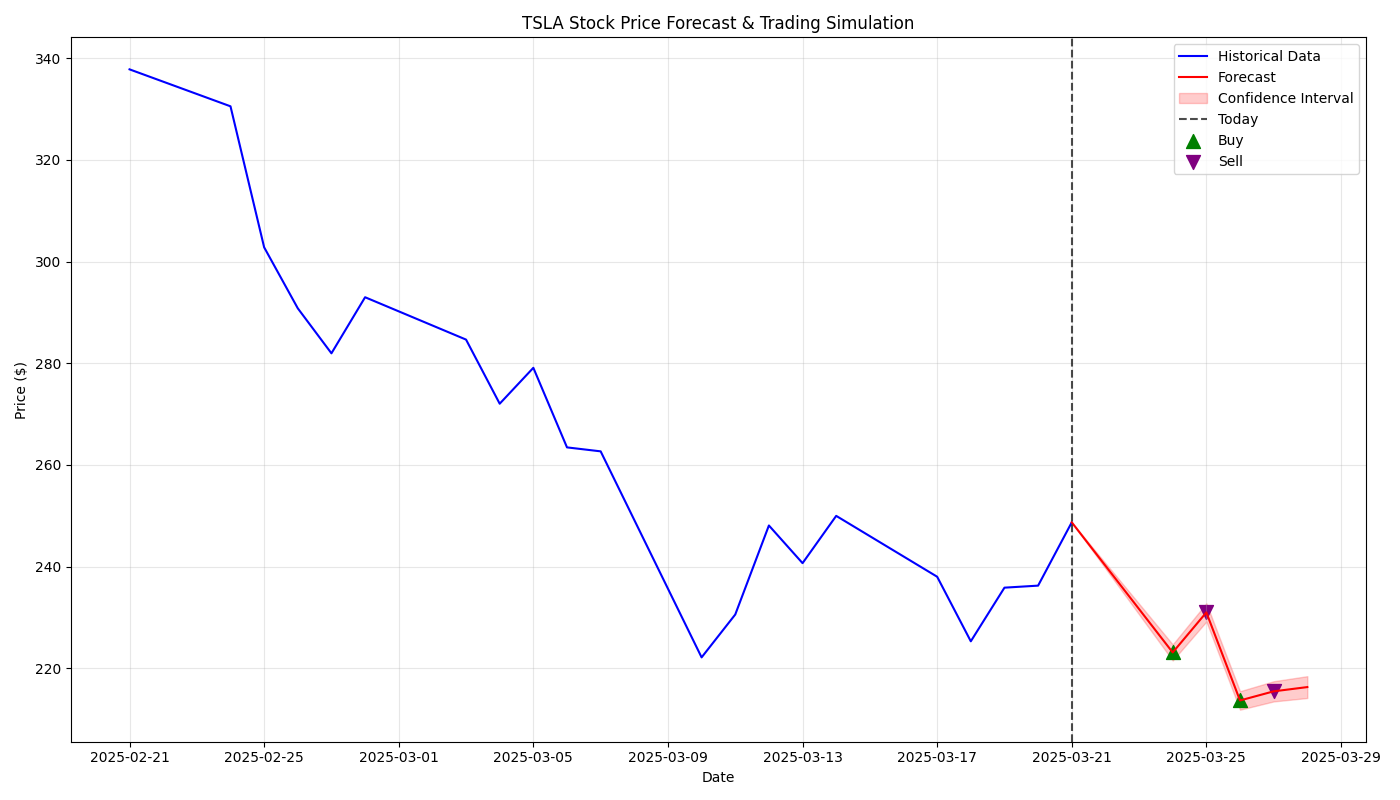 TSLA Stock Price Forecast & Trading Simulation
340
320
300
280
260
240
220
Price ($)
Historical Data
Forecast
Confidence Interval
Today
Buy
Sell
2025-02-21
2025-02-25
2025-03-01
2025-03-05
2025-03-09
2025-03-13
2025-03-17
2025-03-21
2025-03-25
2025-03-29
Date